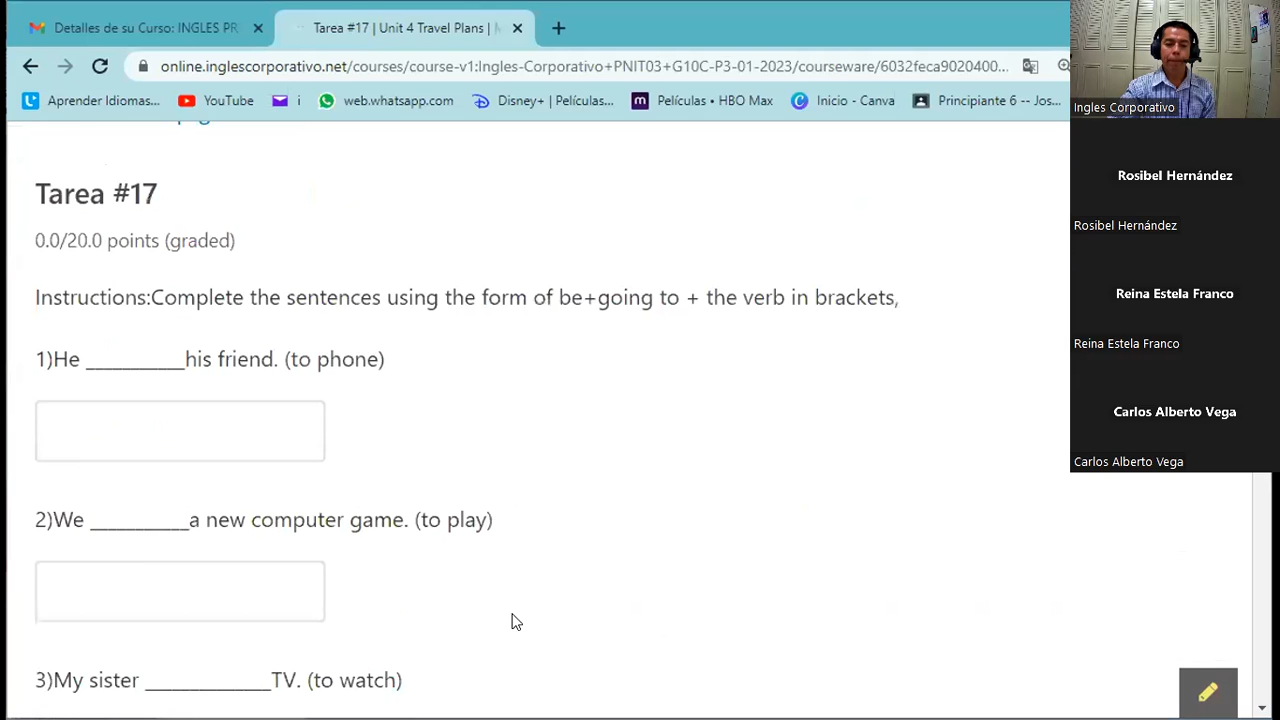 Detalles de su Curso: INGLES PR
Tarea #17 | Unit 4 Travel Plans |
online.inglescorporativo.net/courses/course-v1:Ingles-Corporativo+PNIT03+G10C-P3-01-2023/courseware/6032feca9020400...
Aprender Idiomas...
YouTube
i
web.whatsapp.com
Disney+ | Películas...
Películas • HBO Max
Inicio - Canva
Principiante 6 -- Jos...
Tarea #17
0.0/20.0 points (graded)
Instructions:Complete the sentences using the form of be+going to + the verb in brackets,
1)He ___________his friend. (to phone)
2)We ___________a new computer game. (to play)
3)My sister ______________TV. (to watch)
Ingles Corporativo
Rosibel Hernández
Rosibel Hernández
Reina Estela Franco
Reina Estela Franco
Carlos Alberto Vega
Carlos Alberto Vega